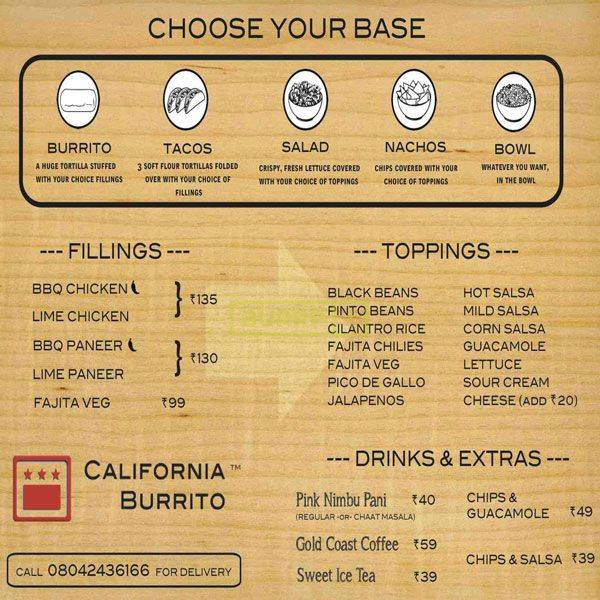 CHOOSE YOUR BASE
BURRITO
A HUGE TORTILLA STUFFED
WITH YOUR CHOICE FILLINGS
TACOS
3 SOFT FLOUR TORTILLAS FOLDED
OVER WITH YOUR CHOICE OF
FILLINGS
SALAD
CRISPY, FRESH LETTUCE COVERED
WITH YOUR CHOICE OF TOPPINGS
NACHOS
CHIPS COVERED WITH YOUR
CHOICE OF TOPPINGS
BOWL
WHATEVER YOU WANT,
IN THE BOWL
--- FILLINGS ---
BBQ CHICKEN
LIME CHICKEN
₹135
BBQ PANEER
LIME PANEER
₹130
FAJITA VEG ₹99
--- TOPPINGS ---
BLACK BEANS
PINTO BEANS
CILANTRO RICE
FAJITA CHILIES
FAJITA VEG
PICO DE GALLO
JALAPENOS
HOT SALSA
MILD SALSA
CORN SALSA
GUACAMOLE
LETTUCE
SOUR CREAM
CHEESE (ADD ₹20)
CALIFORNIA ™
BURRITO
CALL 08042436166 FOR DELIVERY
--- DRINKS & EXTRAS ---
Pink Nimbu Pani ₹40
(REGULAR -OR- CHAAT MASALA)
Gold Coast Coffee ₹59
Sweet Ice Tea ₹39
CHIPS &
GUACAMOLE ₹49
CHIPS & SALSA ₹39